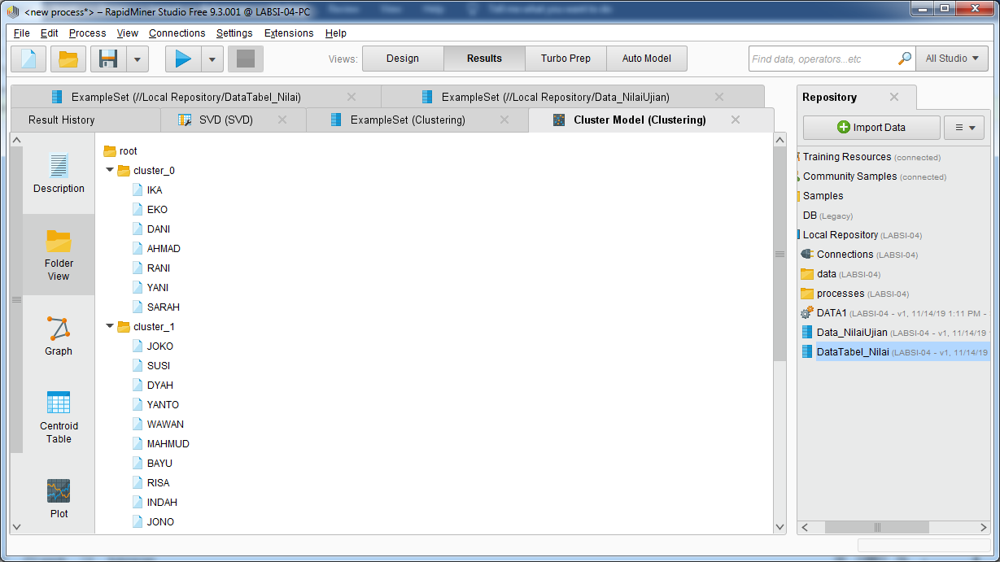 <new process*> – RapidMiner Studio Free 9.3.001 @ LABSI-04-PC
File Edit Process View Connections Settings Extensions Help
Views: Design Results Turbo Prep Auto Model
Find data, operators...etc All Studio
ExampleSet (//Local Repository/DataTabel_Nilai)
ExampleSet (//Local Repository/Data_NilaiUjian)
Result History
SVD (SVD)
ExampleSet (Clustering)
Cluster Model (Clustering)
Description
Folder
View
Graph
Centroid
Table
Plot
root
cluster_0
IKA
EKO
DANI
AHMAD
RANI
YANI
SARAH
cluster_1
JOKO
SUSI
DYAH
YANTO
WAWAN
MAHMUD
BAYU
RISA
INDAH
JONO
Repository
Import Data
Training Resources (connected)
Community Samples (connected)
Samples
DB (Legacy)
Local Repository (LABSI-04)
Connections (LABSI-04)
data (LABSI-04)
processes (LABSI-04)
DATA1 (LABSI-04 - v1, 11/14/19 1:11 PM -
Data_NilaiUjian (LABSI-04 - v1, 11/14/19
DataTabel_Nilai (LABSI-04 - v1, 11/14/19